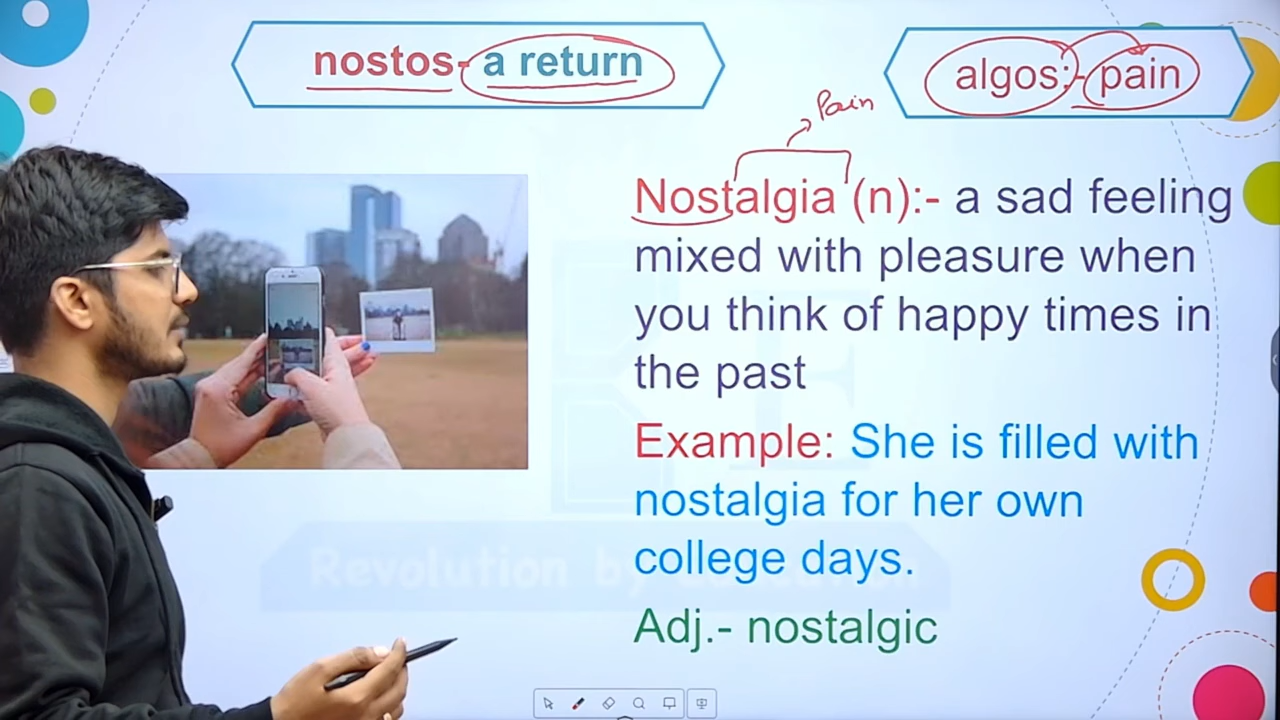 nostos- a return
algos:- pain
Pain
Nostalgia (n):- a sad feeling
mixed with pleasure when
you think of happy times in
the past
Example: She is filled with
nostalgia for her own
college days.
Adj.- nostalgic
Revolution by